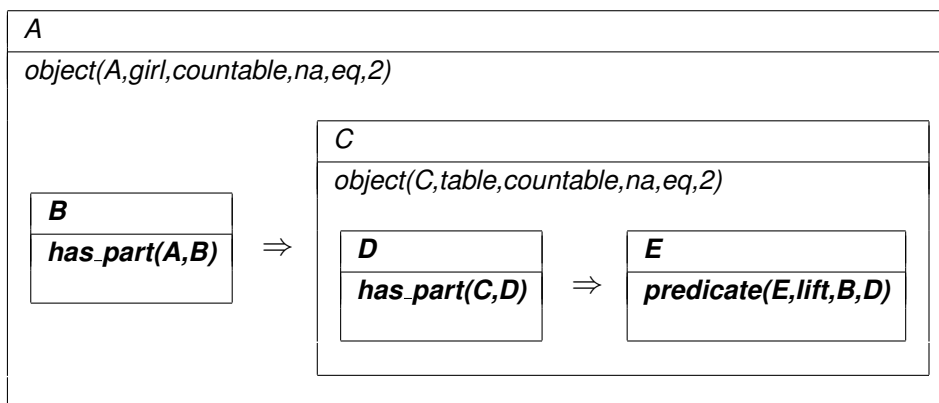 A
object(A,girl,countable,na,eq,2)
C
object(C,table,countable,na,eq,2)
B
has_part(A,B)
⇒
D
has_part(C,D)
⇒
E
predicate(E,lift,B,D)